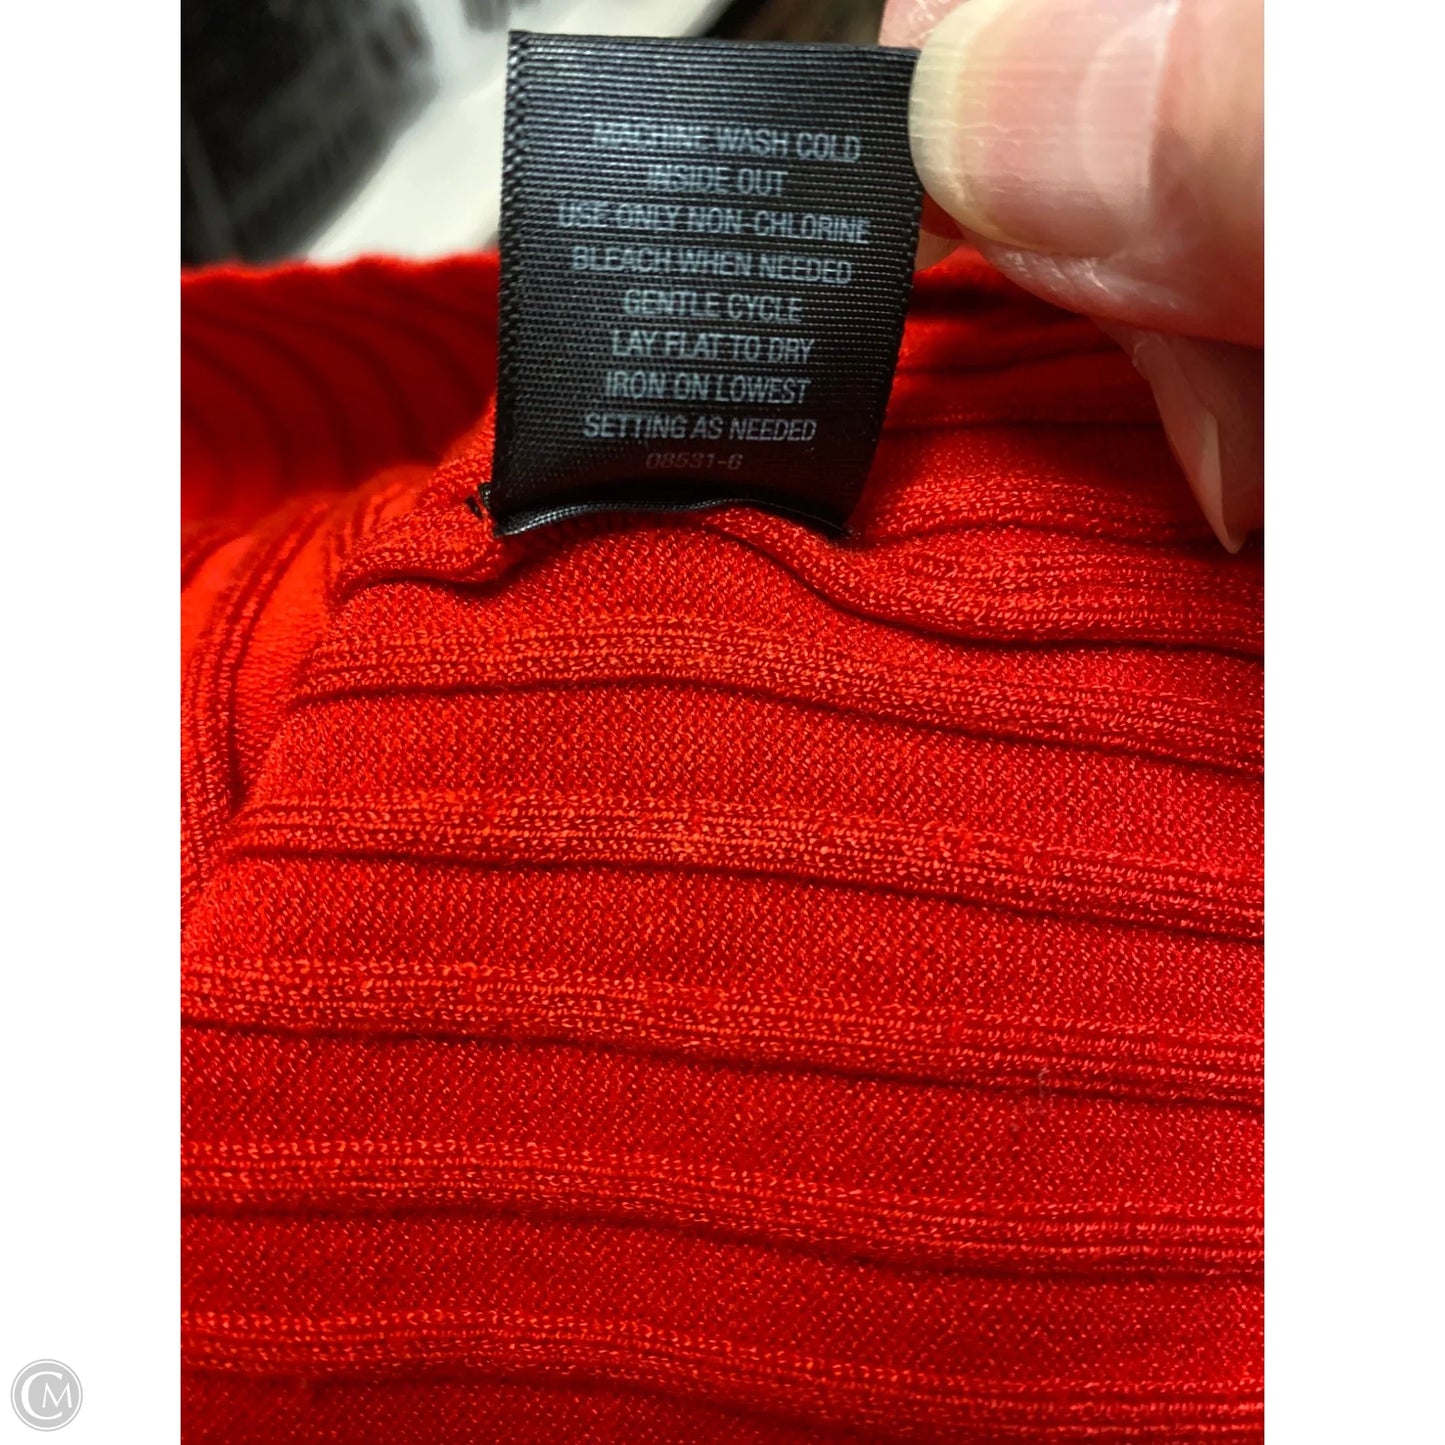 MACHINE WASH COLD
INSIDE OUT
USE ONLY NON-CHLORINE
BLEACH WHEN NEEDED
GENTLE CYCLE
LAY FLAT TO DRY
IRON ON LOWEST
SETTING AS NEEDED
08531-6
CM